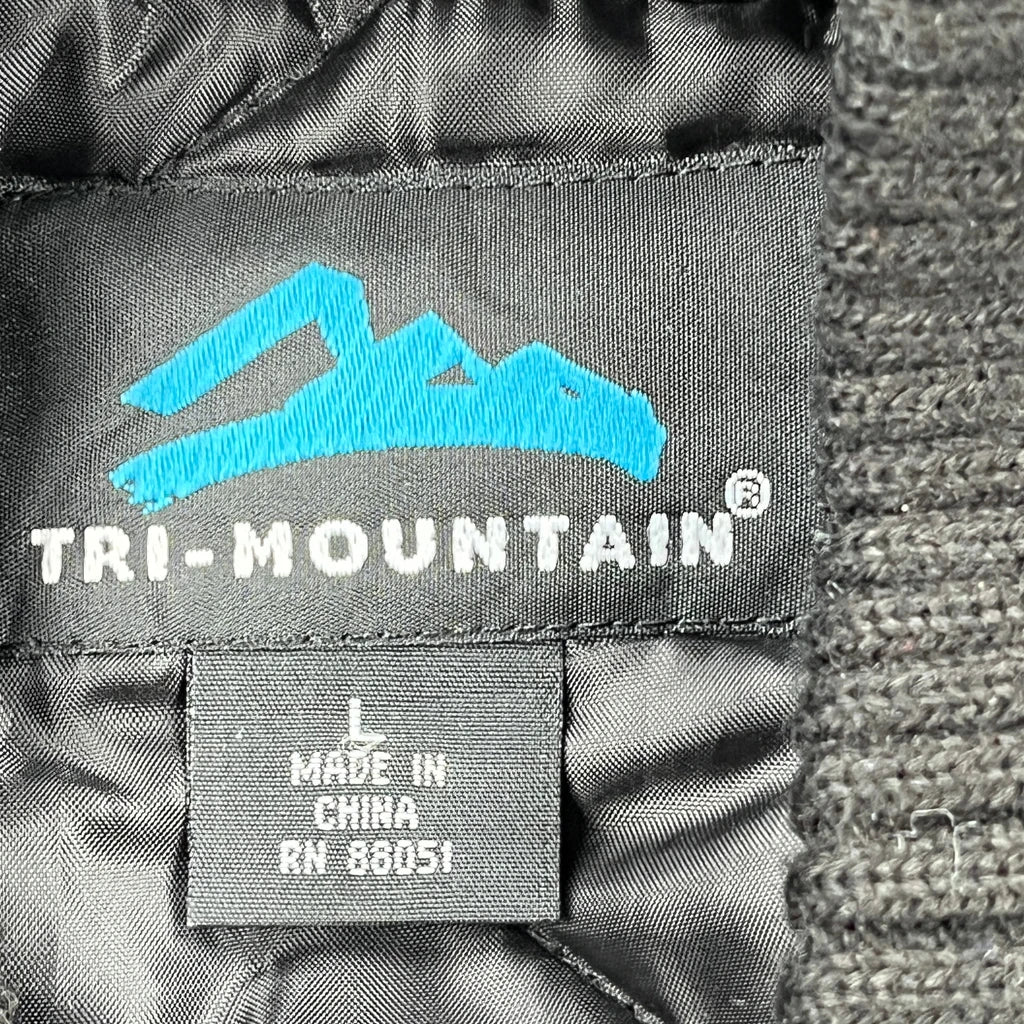 TRI-MOUNTAIN®
L
MADE IN
CHINA
RN 88051